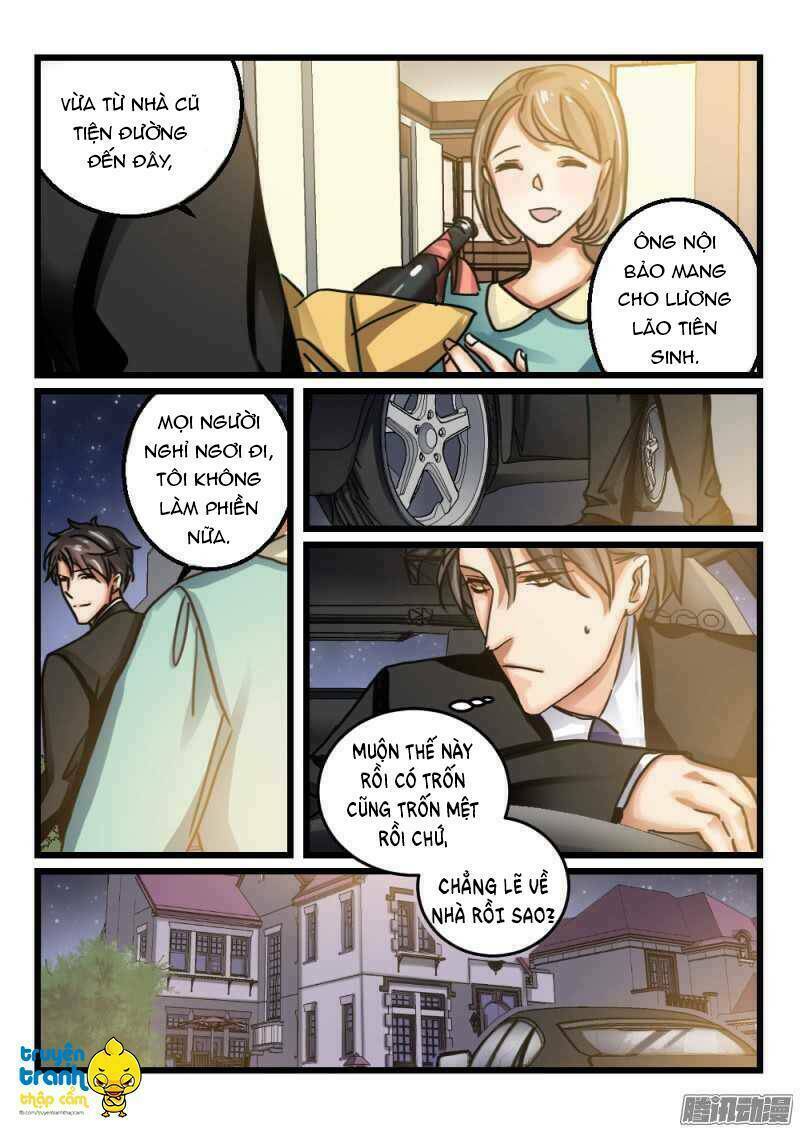 VỪA TỪ NHÀ CŨ
TIỆN ĐƯỜNG
ĐẾN ĐÂY,
ÔNG NỘI
BẢO MANG
CHO LƯƠNG
LÃO TIÊN
SINH.
MỌI NGƯỜI
NGHỈ NGƠI ĐI,
TÔI KHÔNG
LÀM PHIỀN
NỮA.
MUỘN THẾ NÀY
RỒI CÓ TRỐN
CŨNG TRỐN MỆT
RỒI CHỨ,
CHẲNG LẼ VỀ
NHÀ RỒI SAO?
truyện
tranh
thập cẩm
腾讯动漫